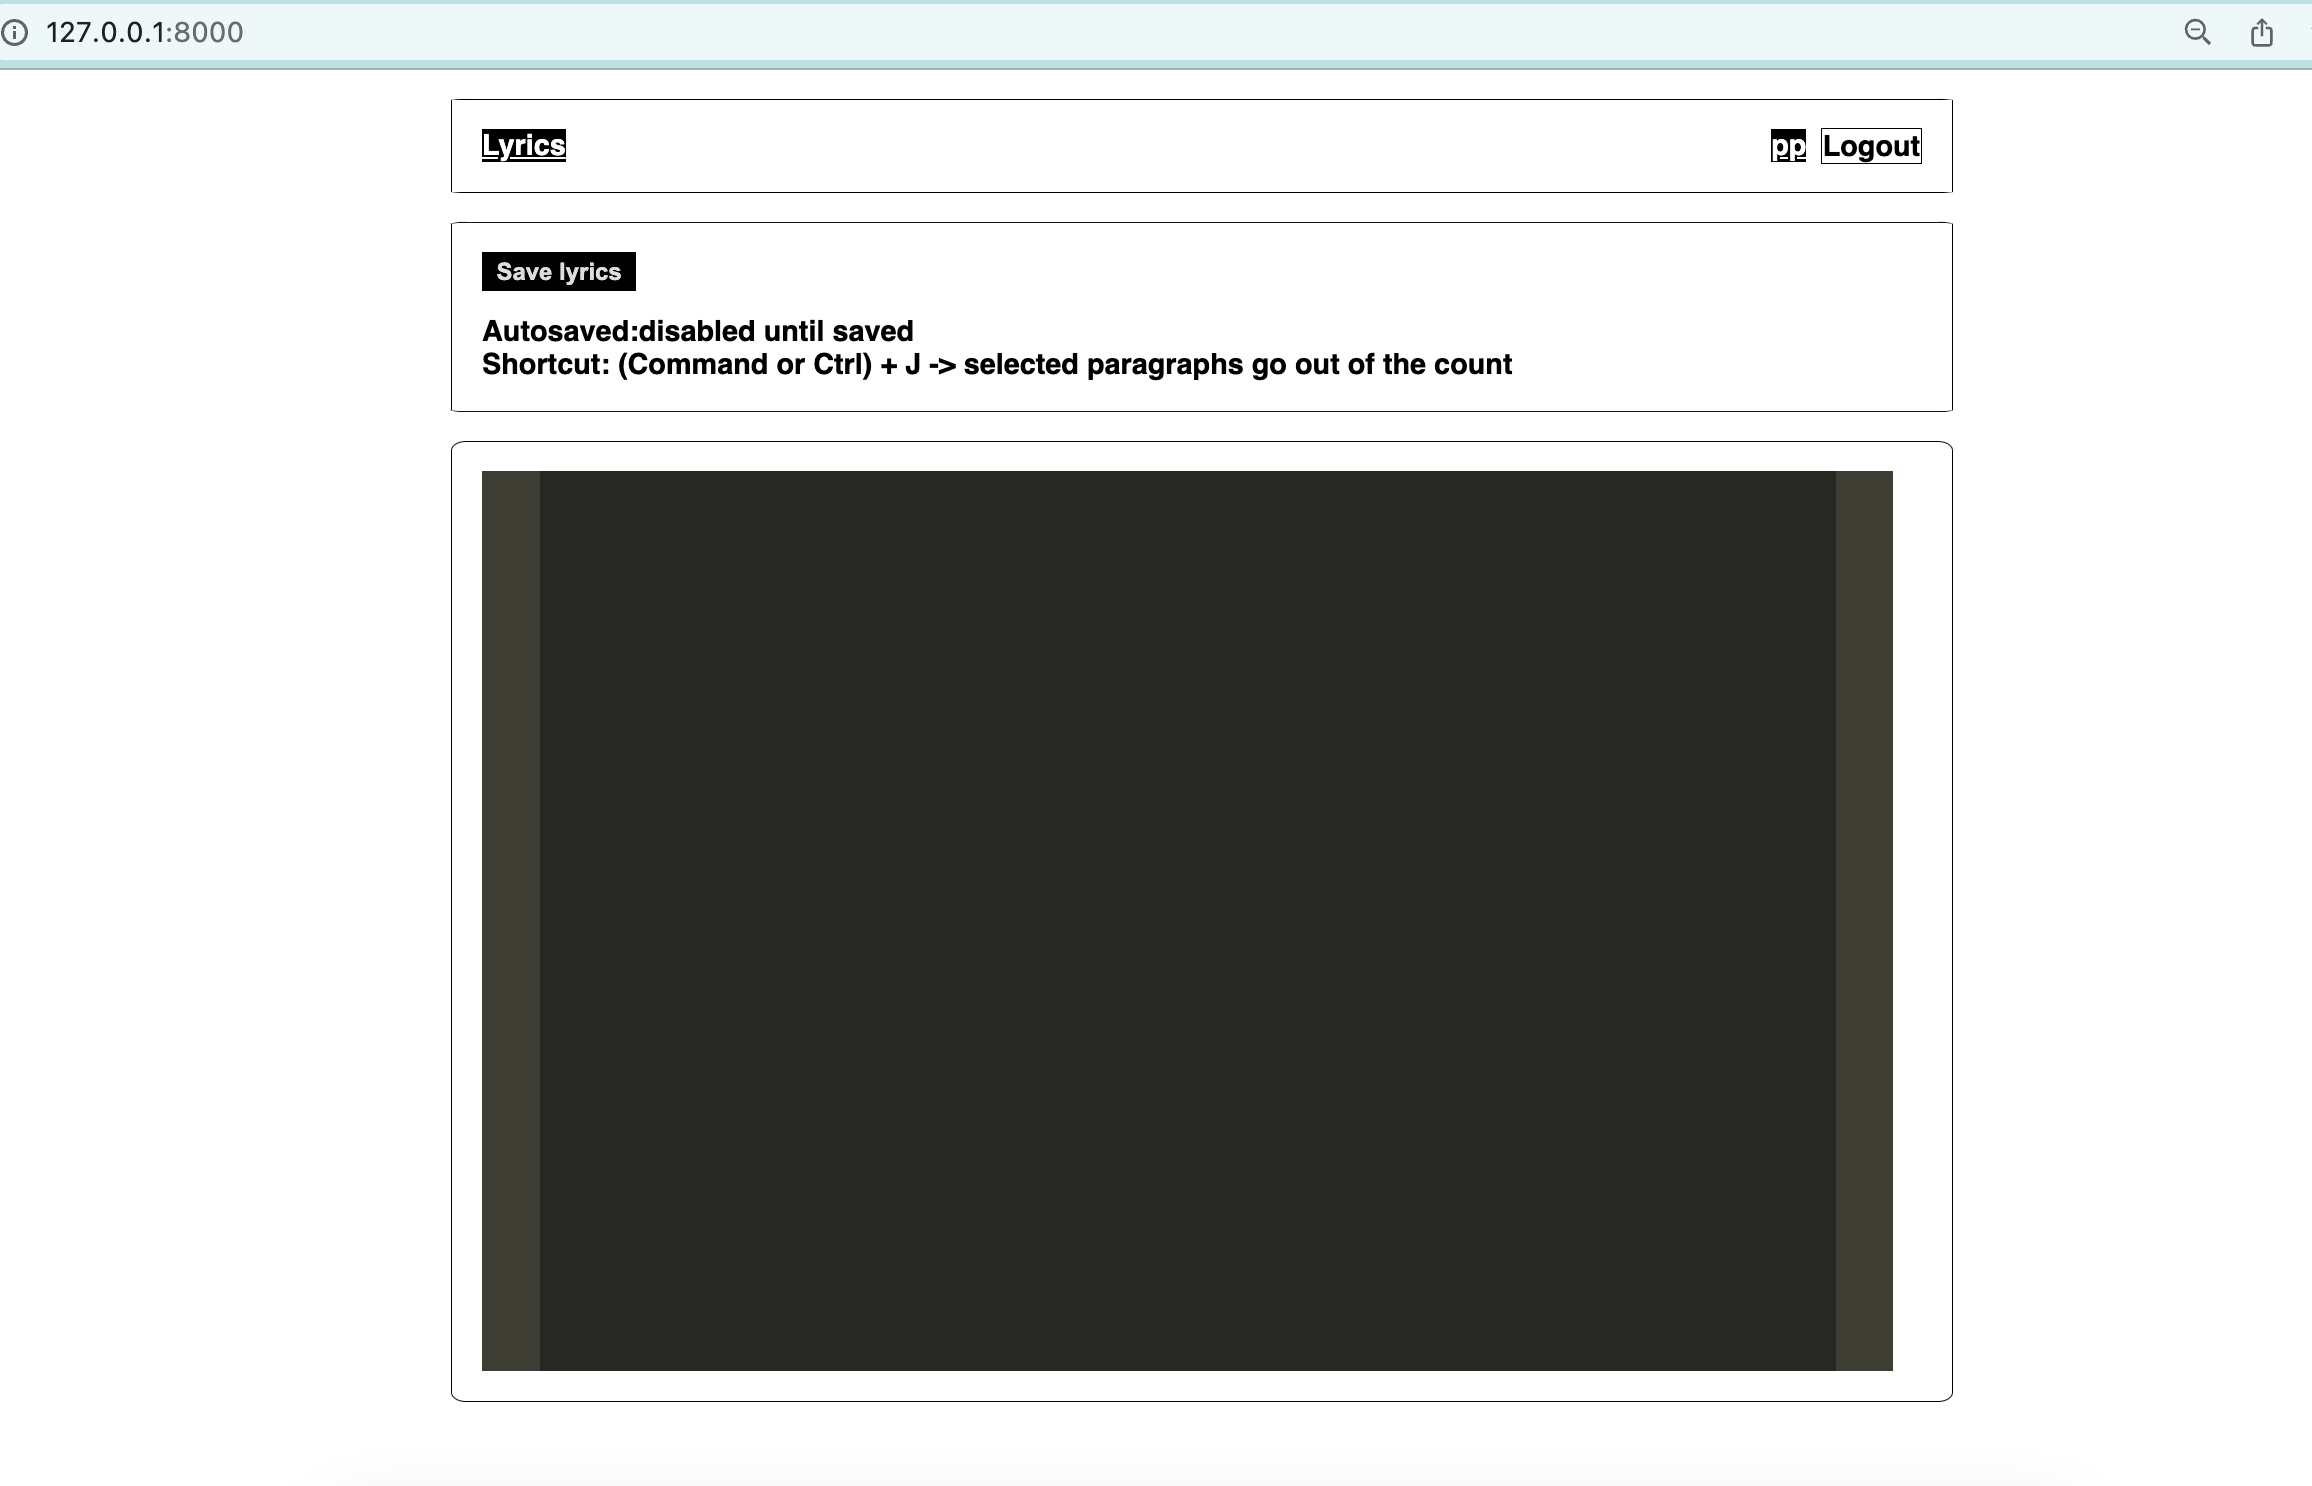 127.0.0.1:8000
Lyrics pp Logout
Save lyrics
Autosaved:disabled until saved
Shortcut: (Command or Ctrl) + J -> selected paragraphs go out of the count